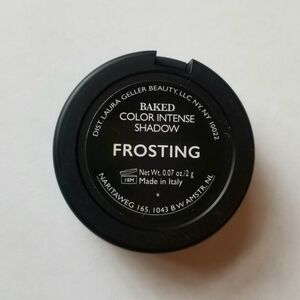 DIST. LAURA GELLER BEAUTY, LLC NY, NY 10022
BAKED
COLOR INTENSE
SHADOW
FROSTING
18M
Net Wt. 0.07 oz./2 g
Made in Italy
NARITAWEG 165, 1043 BW AMSTR, NL